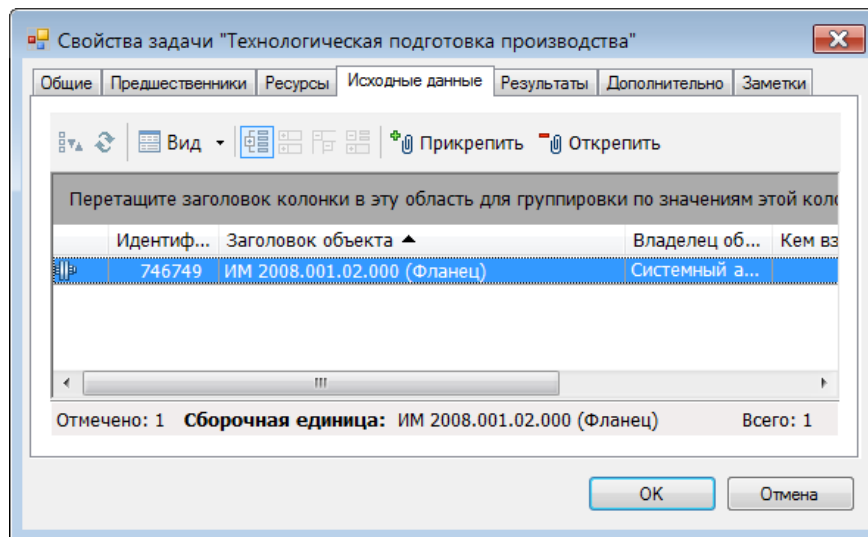 Свойства задачи "Технологическая подготовка производства"
Общие Предшественники Ресурсы Исходные данные Результаты Дополнительно Заметки
Вид Прикрепить Открепить
Перетащите заголовок колонки в эту область для группировки по значениям этой коло
Идентиф... Заголовок объекта Владелец об... Кем вз
746749 ИМ 2008.001.02.000 (Фланец) Системный а...
Отмечено: 1 Сборочная единица: ИМ 2008.001.02.000 (Фланец) Всего: 1
OK Отмена